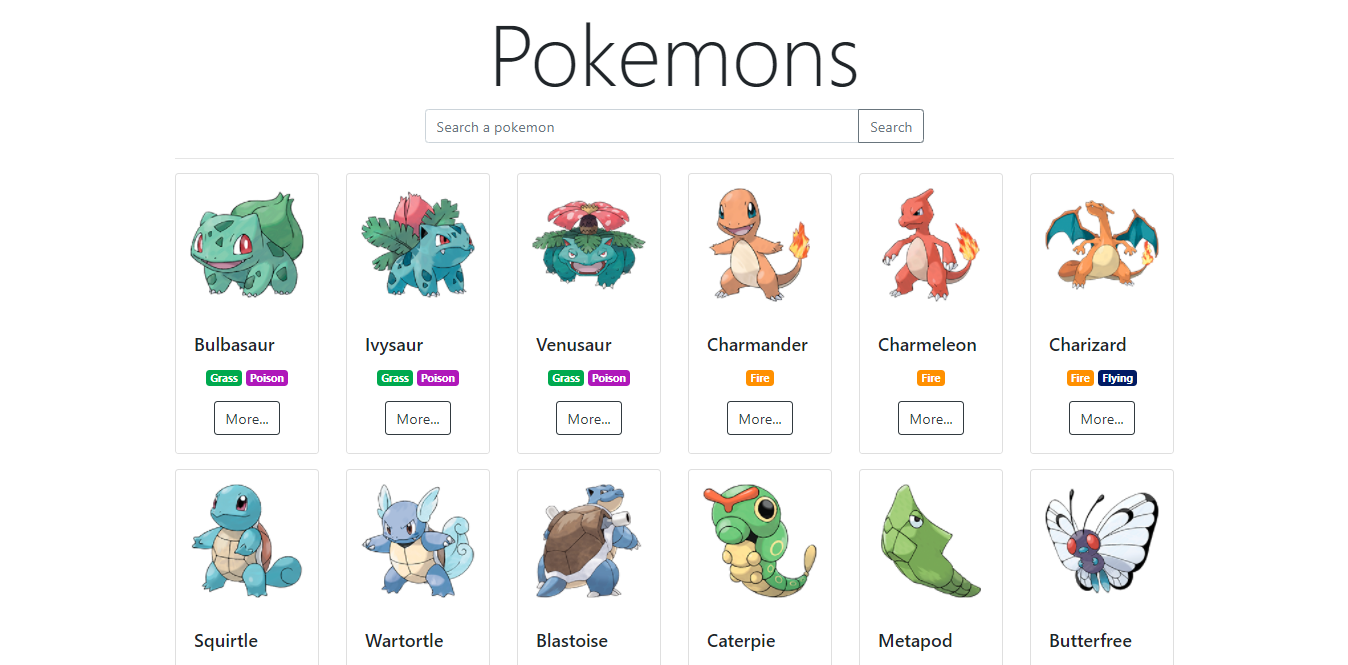 Pokemons
Search a pokemon Search
Bulbasaur Ivysaur Venusaur Charmander Charmeleon Charizard
Grass Poison Grass Poison Grass Poison Fire Fire Fire Flying
More... More... More... More... More... More...
Squirtle Wartortle Blastoise Caterpie Metapod Butterfree